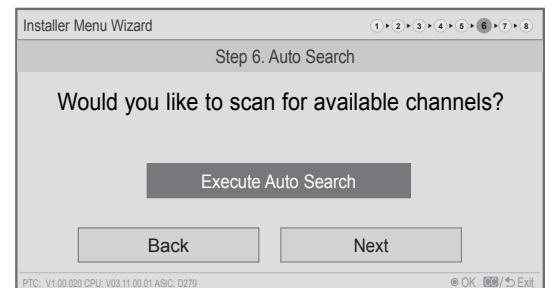 Installer Menu Wizard 1 ▸ 2 ▸ 3 ▸ 4 ▸ 5 ▸ 6 ▸ 7 ▸ 8
Step 6. Auto Search
Would you like to scan for available channels?
Execute Auto Search
Back Next
PTC: V1.00.020 CPU: V03.11.00.01 ASIC: D279 ◉ OK CC/⮌ Exit